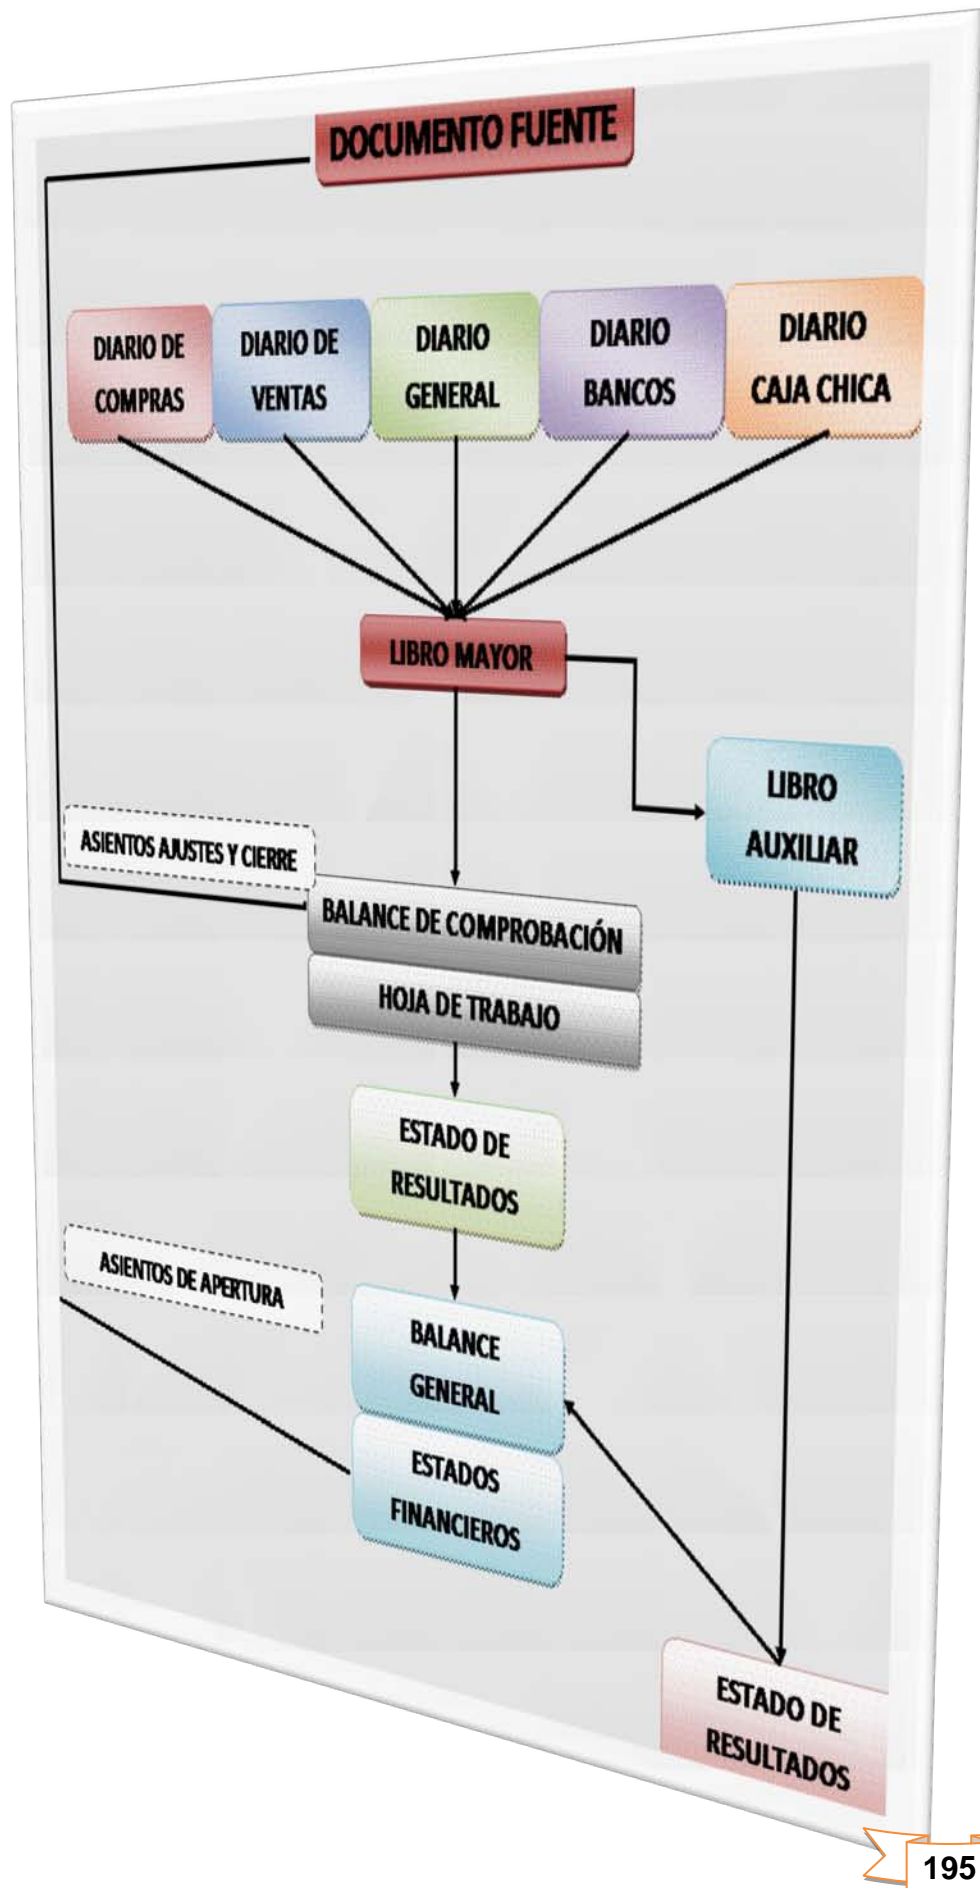 DOCUMENTO FUENTE
DIARIO DE
COMPRAS
DIARIO DE
VENTAS
DIARIO
GENERAL
DIARIO
BANCOS
DIARIO
CAJA CHICA
LIBRO MAYOR
LIBRO
AUXILIAR
ASIENTOS AJUSTES Y CIERRE
BALANCE DE COMPROBACIÓN
HOJA DE TRABAJO
ESTADO DE
RESULTADOS
ASIENTOS DE APERTURA
BALANCE
GENERAL
ESTADOS
FINANCIEROS
ESTADO DE
RESULTADOS
195